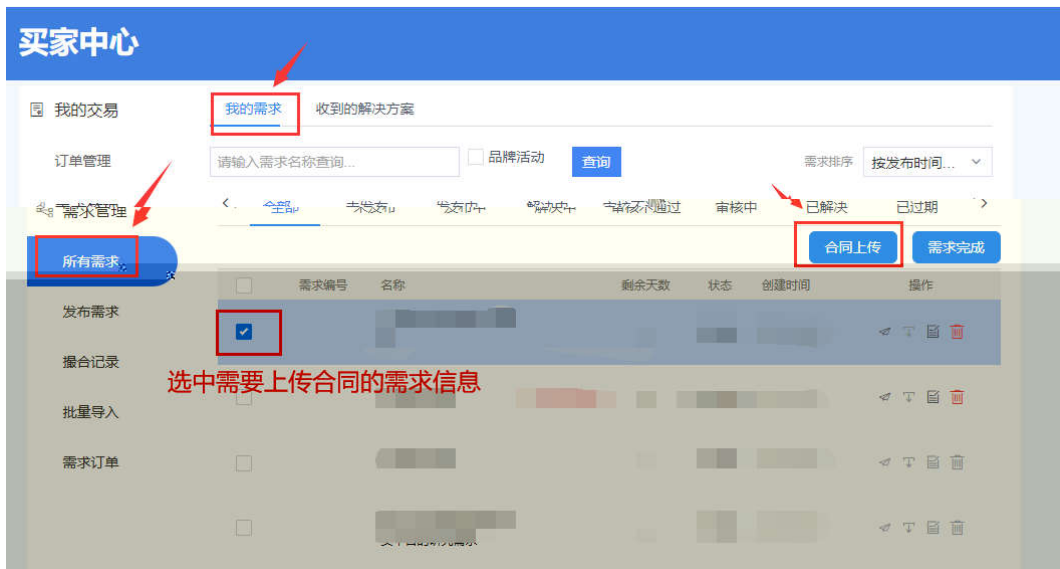 买家中心
我的交易
我的需求 收到的解决方案
订单管理
请输入需求名称查询... 品牌活动 查询 需求排序 按发布时间...
需求管理
全部 审核中 已解决 已过期
所有需求
合同上传 需求完成
需求编号 名称 剩余天数 状态 创建时间 操作
发布需求
撮合记录
选中需要上传合同的需求信息
批量导入
需求订单